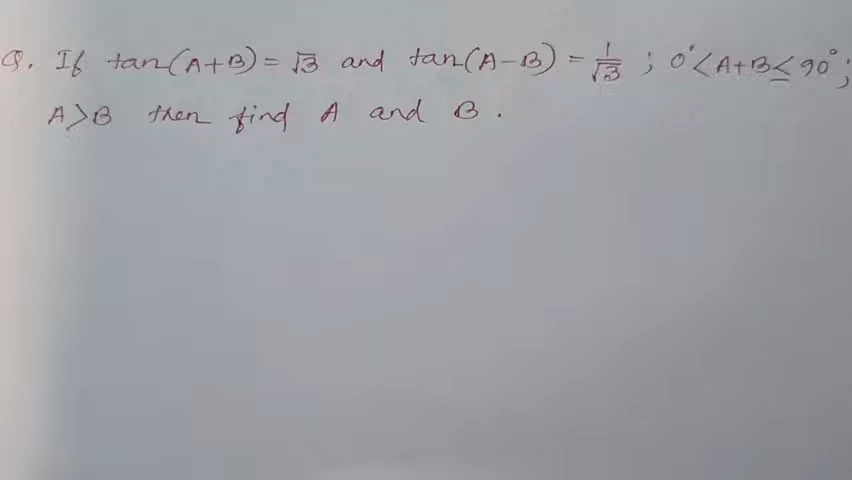 Q. If tan(A+B) = √3 and tan(A-B) = 1/√3 ; 0° < A+B ≤ 90° ;
A>B then find A and B.